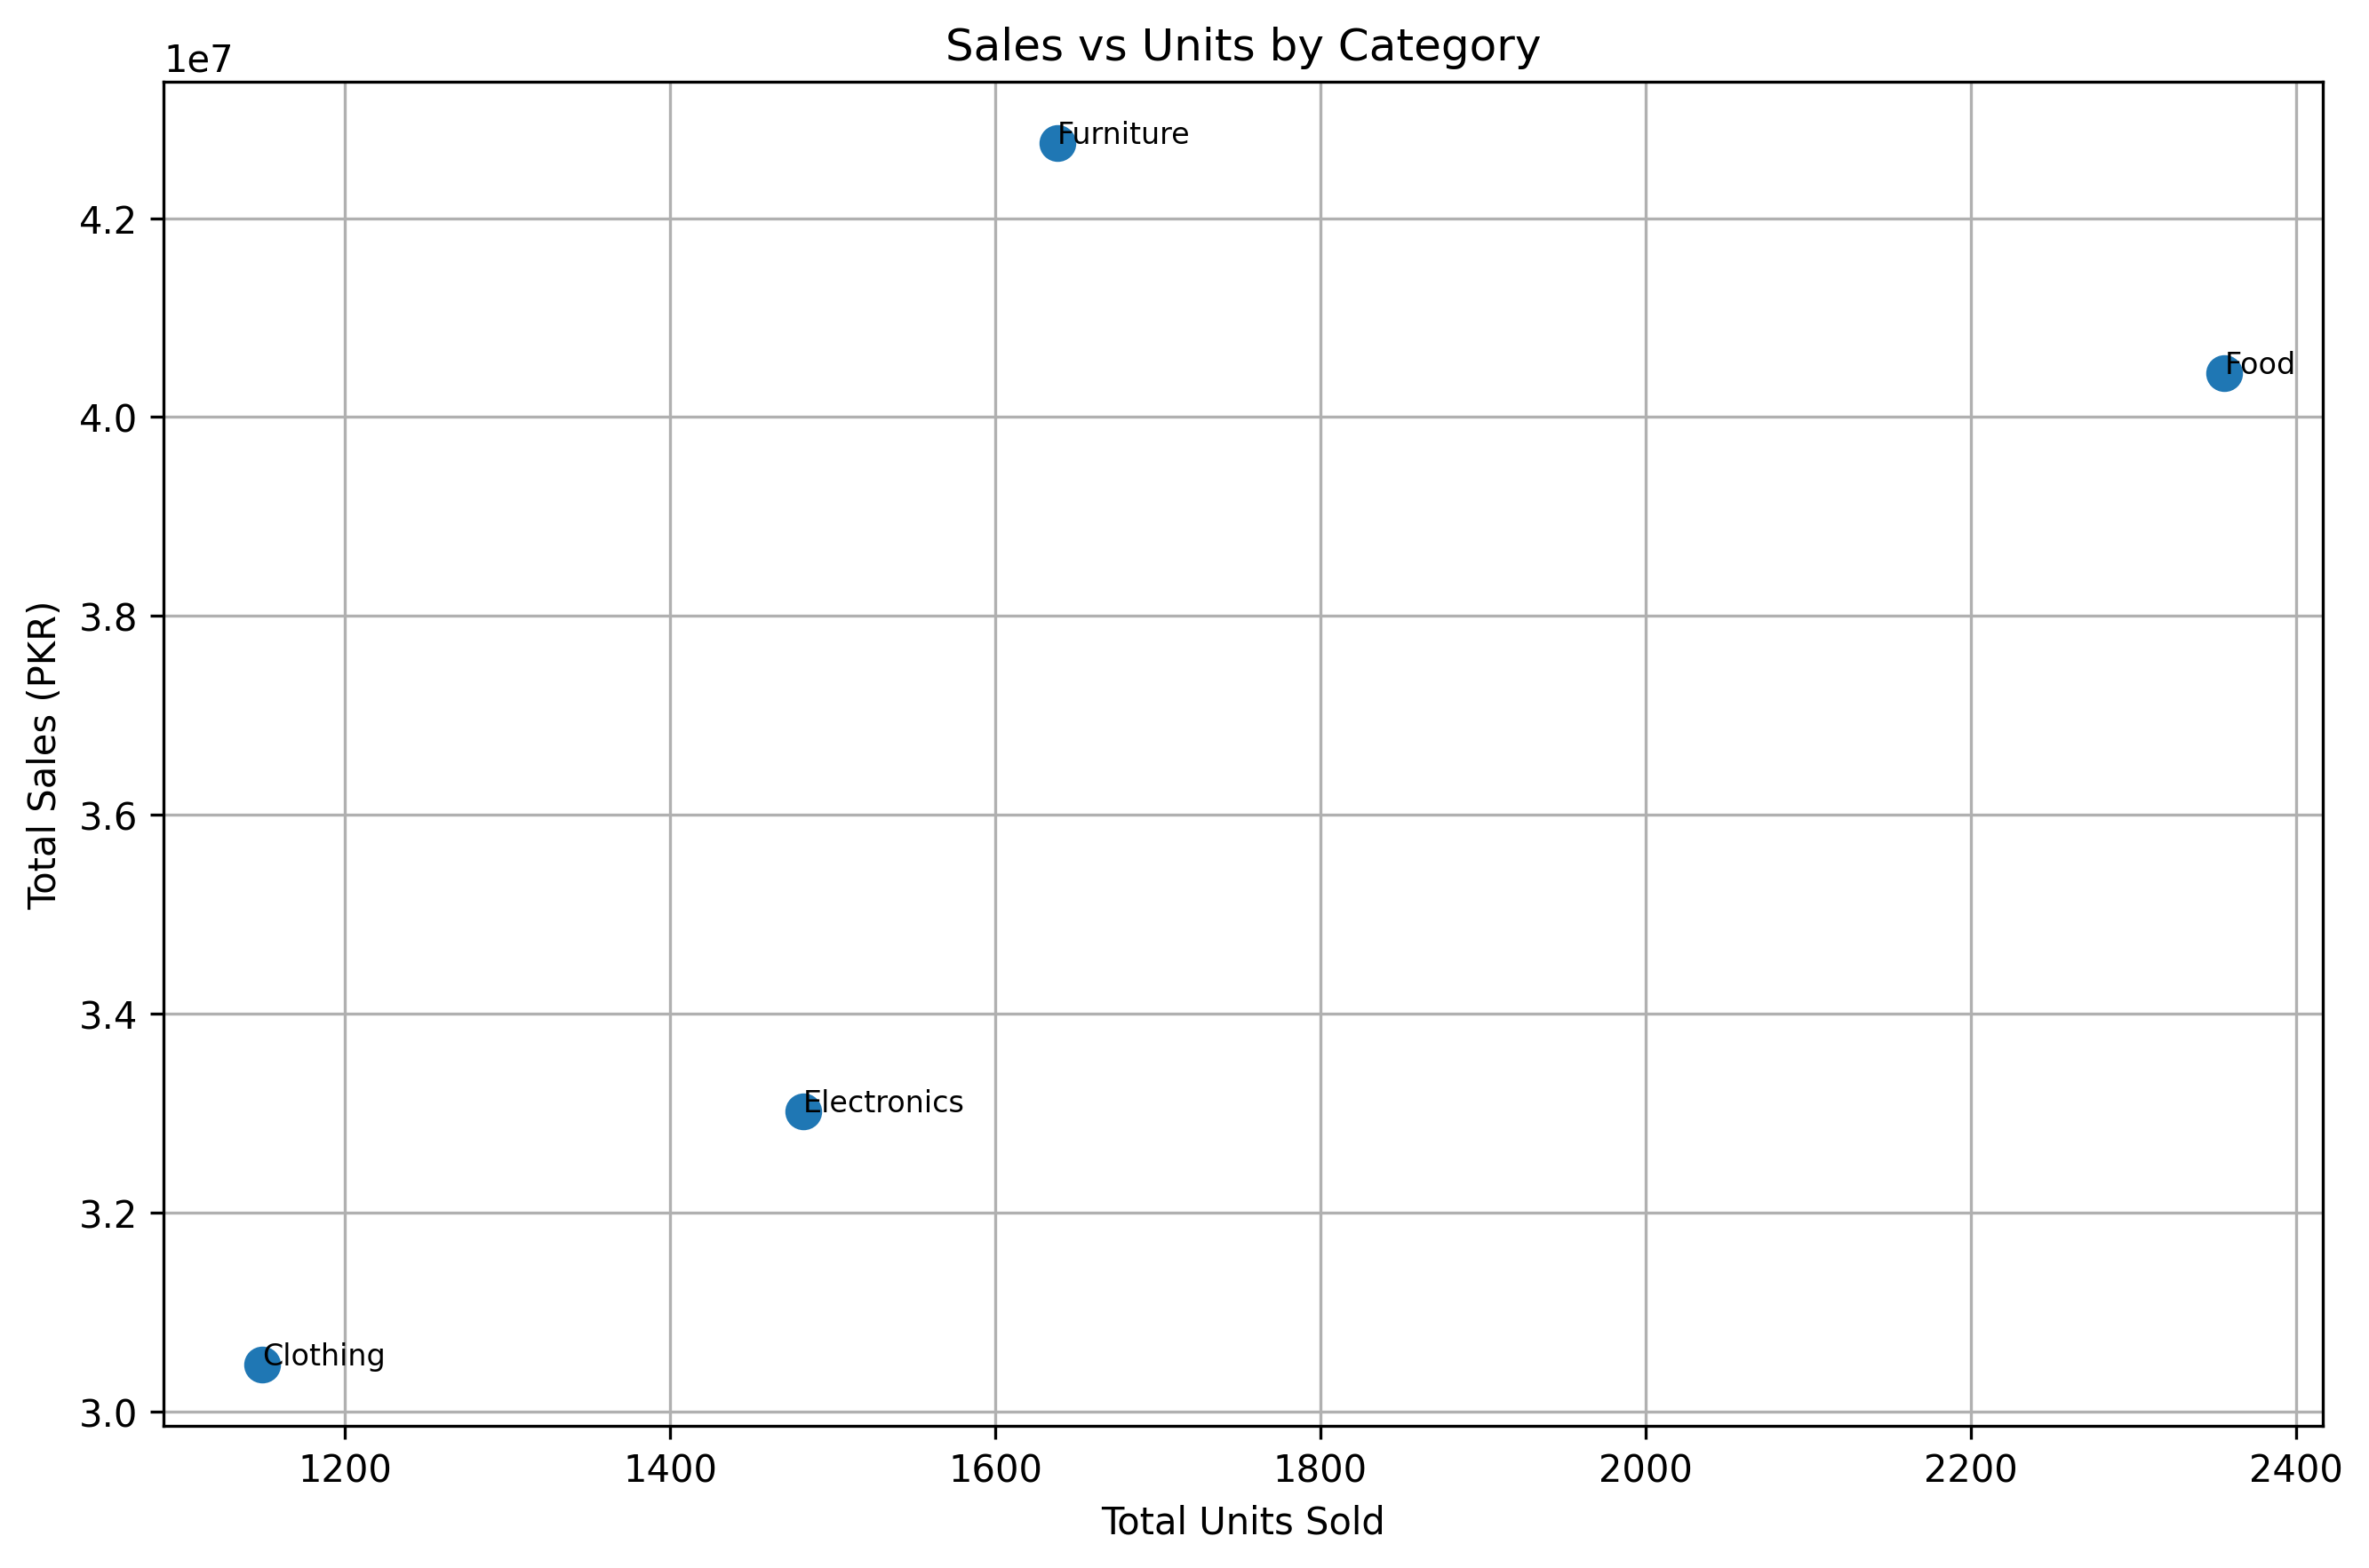 Sales vs Units by Category
1e7
Furniture
4.2
Food
4.0
3.8
Total Sales (PKR)
3.6
3.4
Electronics
3.2
Clothing
3.0
1200 1400 1600 1800 2000 2200 2400
Total Units Sold